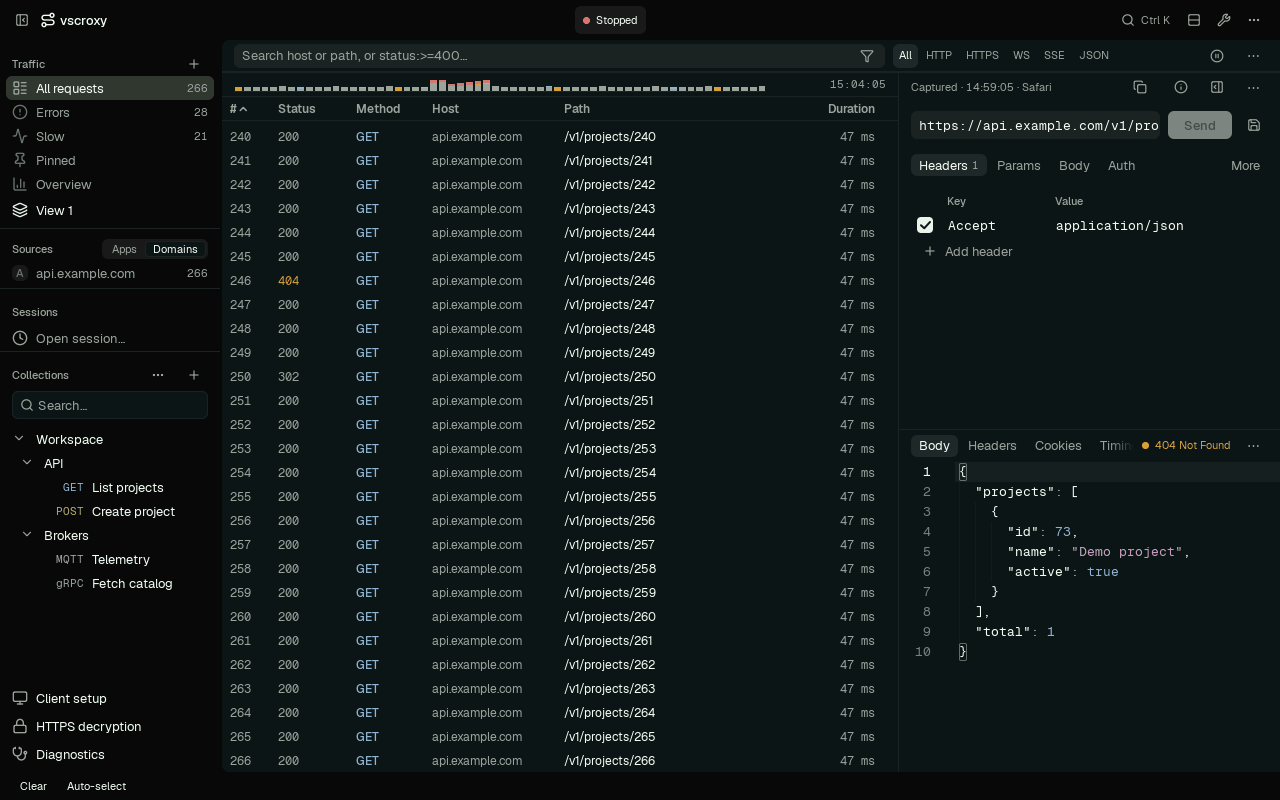 vscroxy
Stopped
Ctrl K
Traffic
All requests 266
Errors 28
Slow 21
Pinned
Overview
View 1
Sources Apps Domains
A api.example.com 266
Sessions
Open session…
Collections
Search…
Workspace
API
GET List projects
POST Create project
Brokers
MQTT Telemetry
gRPC Fetch catalog
Client setup
HTTPS decryption
Diagnostics
Clear Auto-select
Search host or path, or status:>=400…
All HTTP HTTPS WS SSE JSON
15:04:05
# Status Method Host Path Duration
240 200 GET api.example.com /v1/projects/240 47 ms
241 200 GET api.example.com /v1/projects/241 47 ms
242 200 GET api.example.com /v1/projects/242 47 ms
243 200 GET api.example.com /v1/projects/243 47 ms
244 200 GET api.example.com /v1/projects/244 47 ms
245 200 GET api.example.com /v1/projects/245 47 ms
246 404 GET api.example.com /v1/projects/246 47 ms
247 200 GET api.example.com /v1/projects/247 47 ms
248 200 GET api.example.com /v1/projects/248 47 ms
249 200 GET api.example.com /v1/projects/249 47 ms
250 302 GET api.example.com /v1/projects/250 47 ms
251 200 GET api.example.com /v1/projects/251 47 ms
252 200 GET api.example.com /v1/projects/252 47 ms
253 200 GET api.example.com /v1/projects/253 47 ms
254 200 GET api.example.com /v1/projects/254 47 ms
255 200 GET api.example.com /v1/projects/255 47 ms
256 200 GET api.example.com /v1/projects/256 47 ms
257 200 GET api.example.com /v1/projects/257 47 ms
258 200 GET api.example.com /v1/projects/258 47 ms
259 200 GET api.example.com /v1/projects/259 47 ms
260 200 GET api.example.com /v1/projects/260 47 ms
261 200 GET api.example.com /v1/projects/261 47 ms
262 200 GET api.example.com /v1/projects/262 47 ms
263 200 GET api.example.com /v1/projects/263 47 ms
264 200 GET api.example.com /v1/projects/264 47 ms
265 200 GET api.example.com /v1/projects/265 47 ms
266 200 GET api.example.com /v1/projects/266 47 ms
Captured · 14:59:05 · Safari
https://api.example.com/v1/pro Send
Headers 1 Params Body Auth More
Key Value
Accept application/json
Add header
Body Headers Cookies Timin 404 Not Found
1 {
2 "projects": [
3 {
4 "id": 73,
5 "name": "Demo project",
6 "active": true
7 }
8 ],
9 "total": 1
10 }